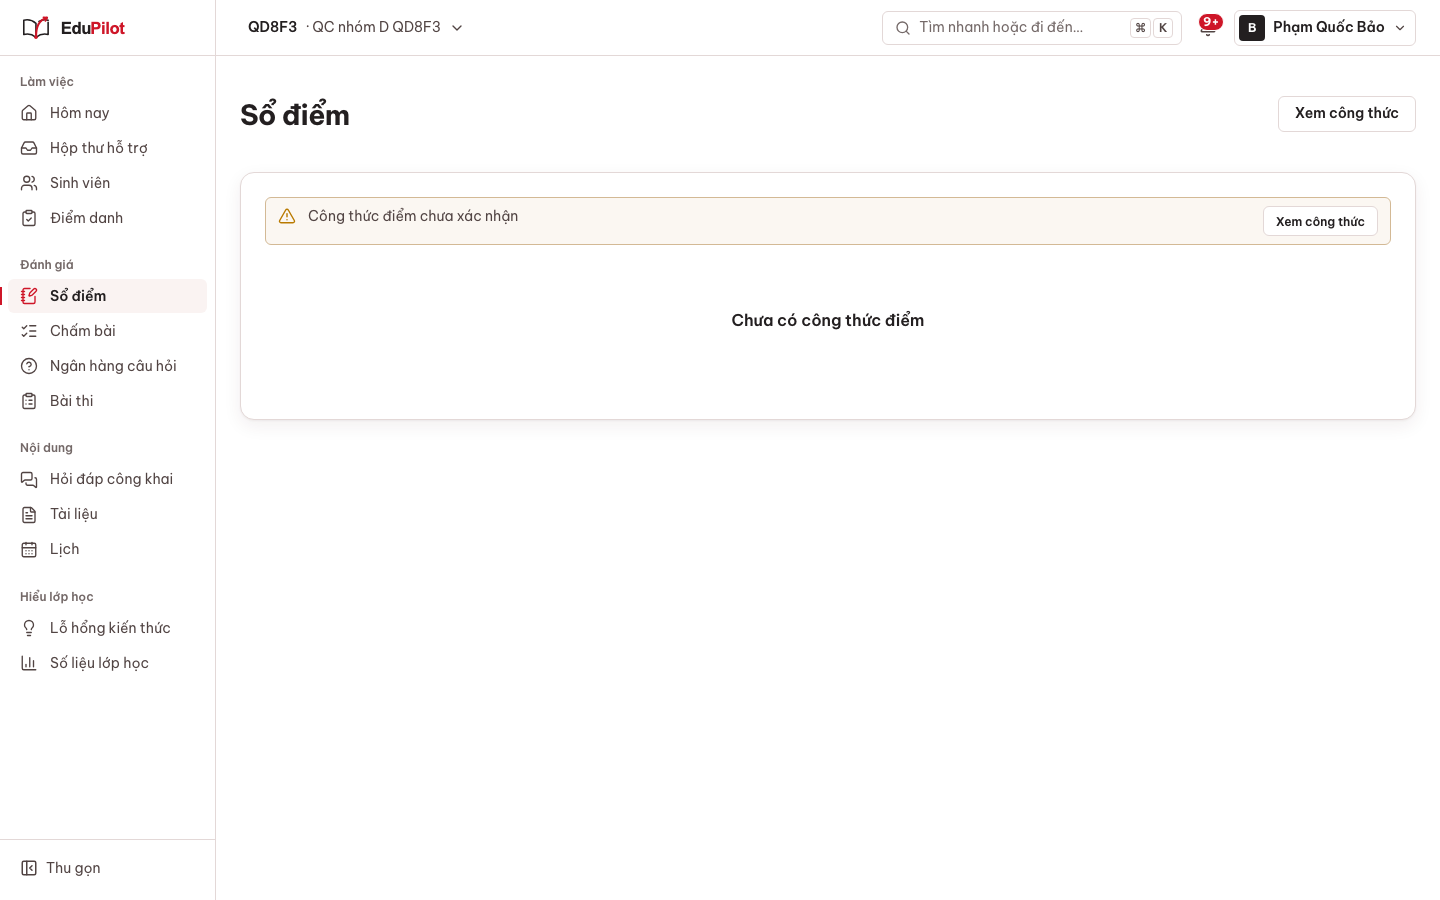 EduPilot
QD8F3 · QC nhóm D QD8F3
Tìm nhanh hoặc đi đến...
⌘ K
9+
B Phạm Quốc Bảo
Làm việc
Hôm nay
Hộp thư hỗ trợ
Sinh viên
Điểm danh
Đánh giá
Sổ điểm
Chấm bài
Ngân hàng câu hỏi
Bài thi
Nội dung
Hỏi đáp công khai
Tài liệu
Lịch
Hiểu lớp học
Lỗ hổng kiến thức
Số liệu lớp học
Thu gọn
Sổ điểm
Xem công thức
Công thức điểm chưa xác nhận
Xem công thức
Chưa có công thức điểm